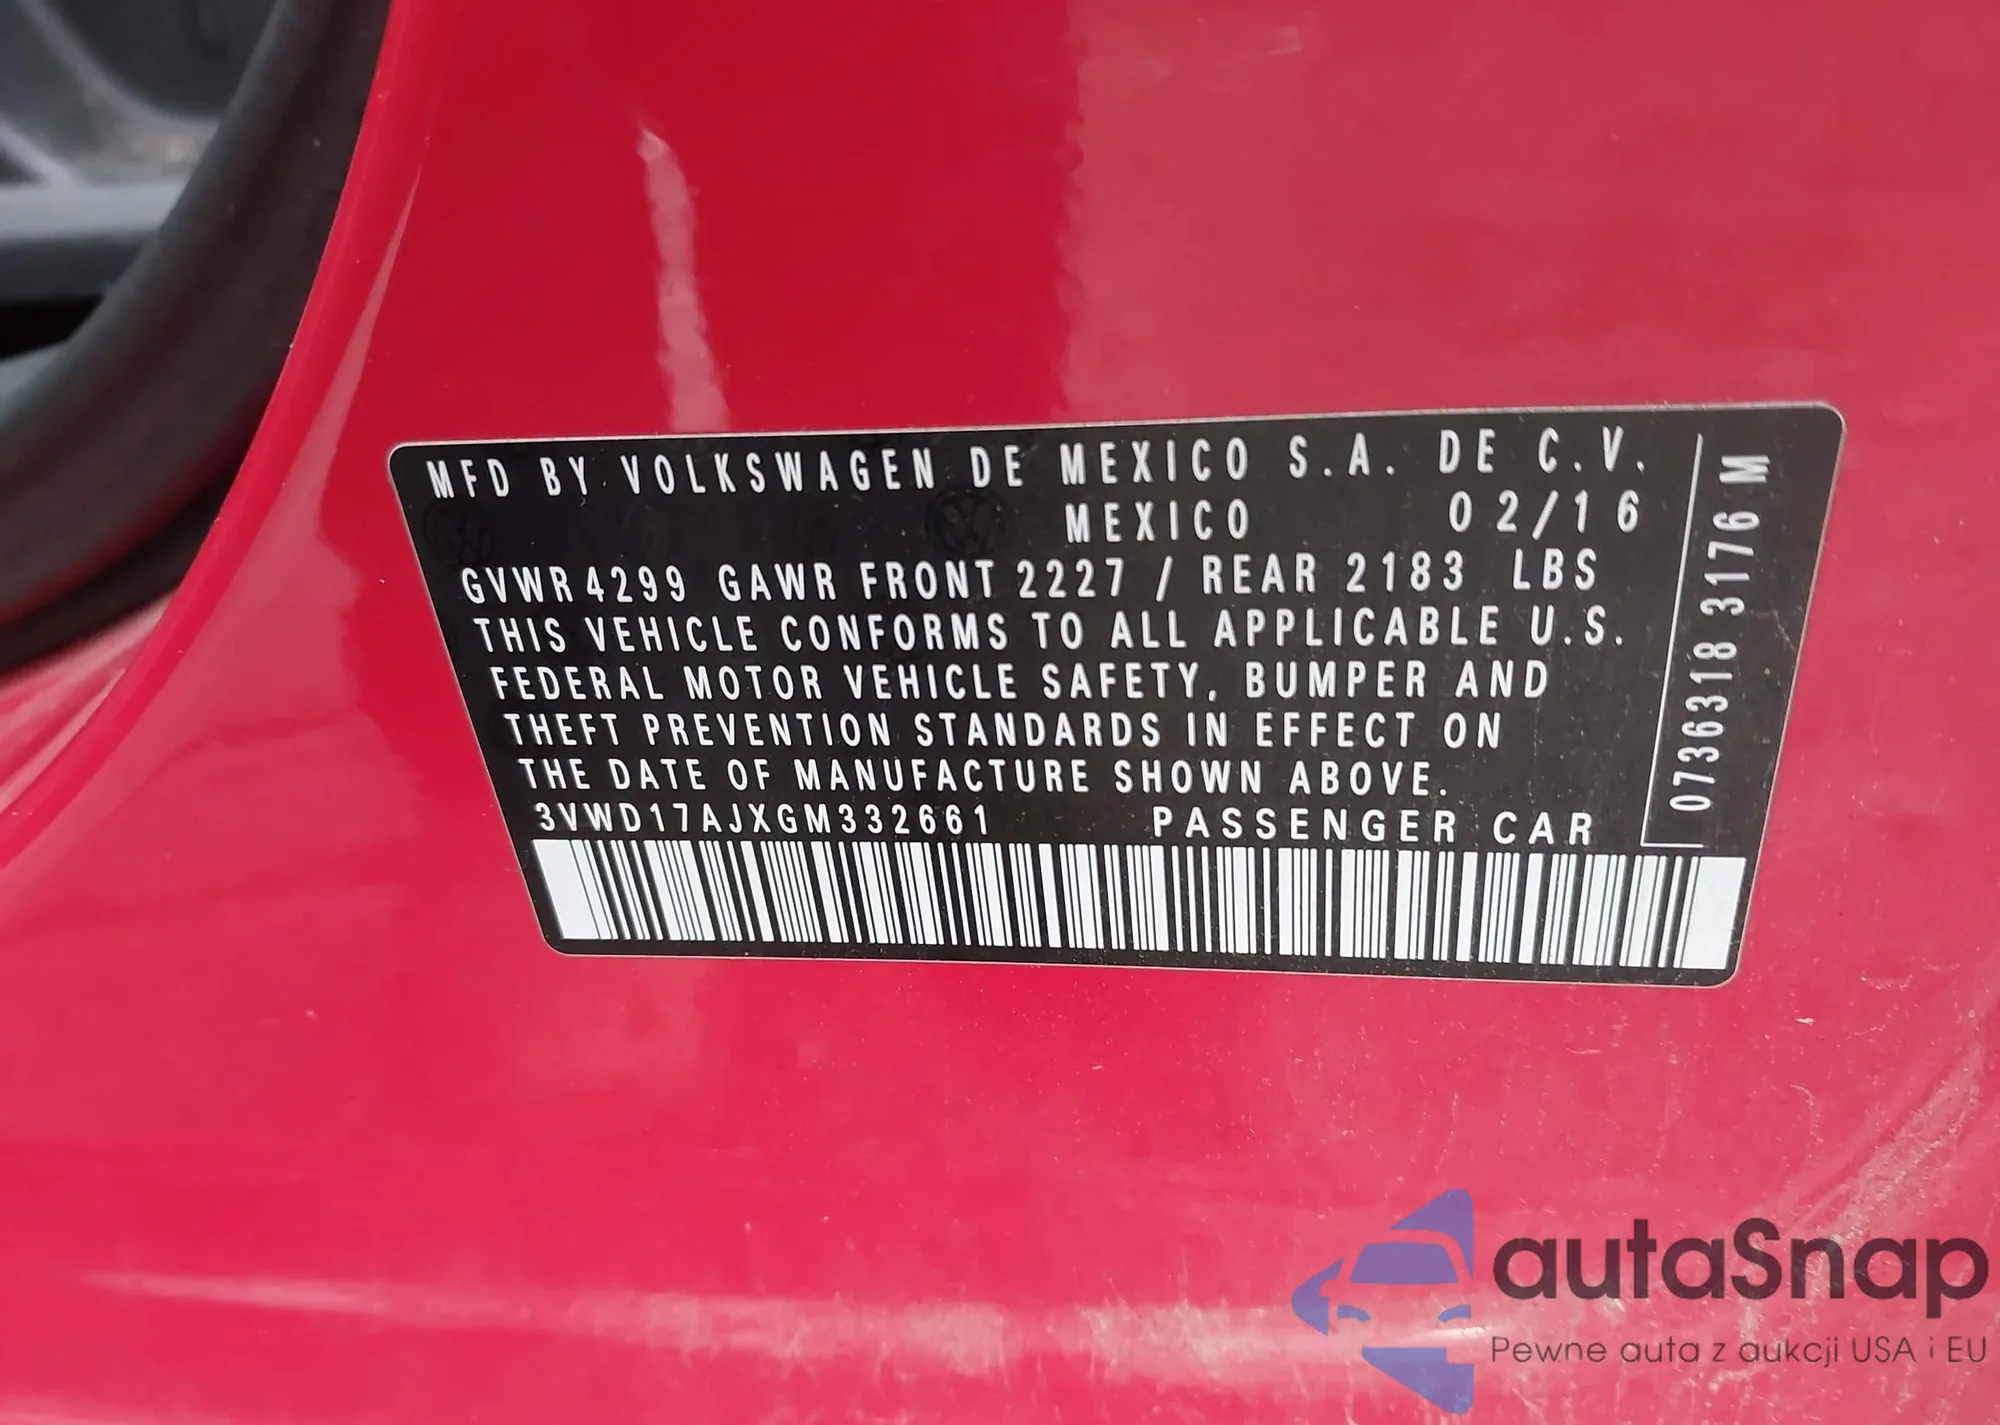 MFD BY VOLKSWAGEN DE MEXICO S.A. DE C.V.
MEXICO 02/16
GVWR 4299 GAWR FRONT 2227 / REAR 2183 LBS
THIS VEHICLE CONFORMS TO ALL APPLICABLE U.S.
FEDERAL MOTOR VEHICLE SAFETY, BUMPER AND
THEFT PREVENTION STANDARDS IN EFFECT ON
THE DATE OF MANUFACTURE SHOWN ABOVE.
3VWD17AJXGM332661 PASSENGER CAR
0736318 3176 M
autaSnap
Pewne auta z aukcji USA i EU